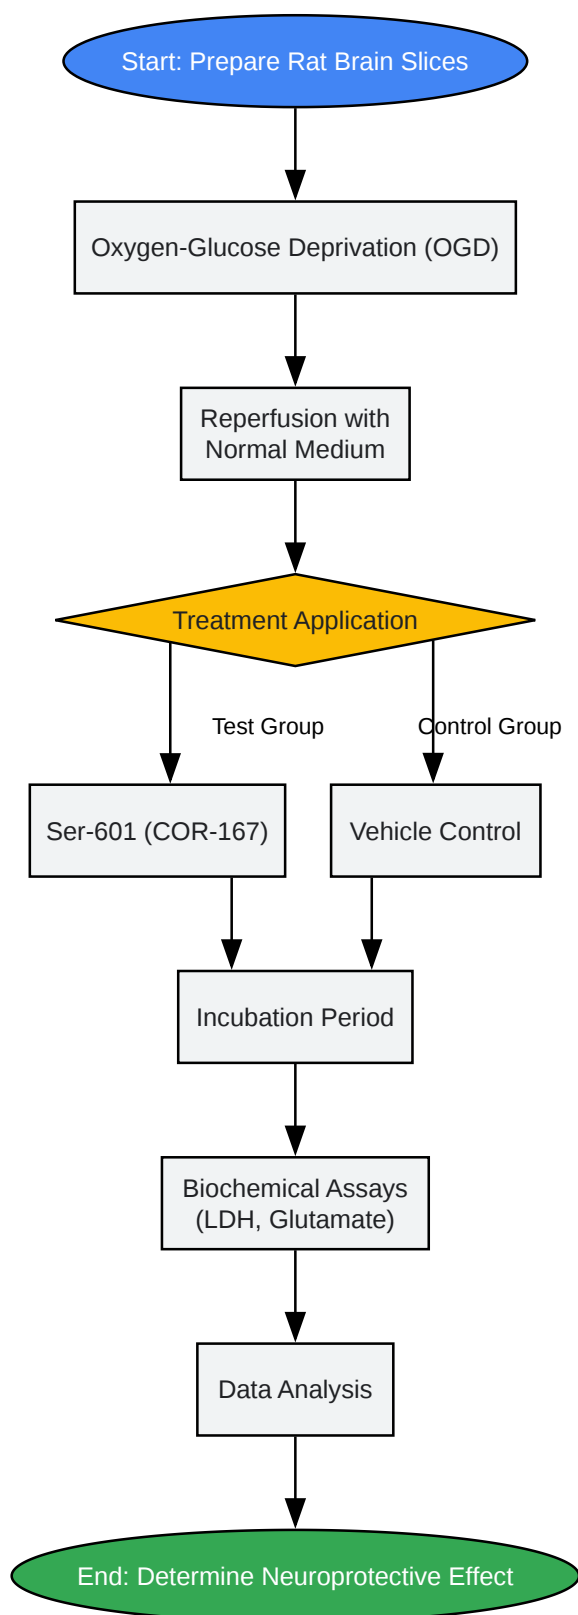 Start: Prepare Rat Brain Slices
Oxygen-Glucose Deprivation (OGD)
Reperfusion with
Normal Medium
Treatment Application
Test Group
Control Group
Ser-601 (COR-167)
Vehicle Control
Incubation Period
Biochemical Assays
(LDH, Glutamate)
Data Analysis
End: Determine Neuroprotective Effect